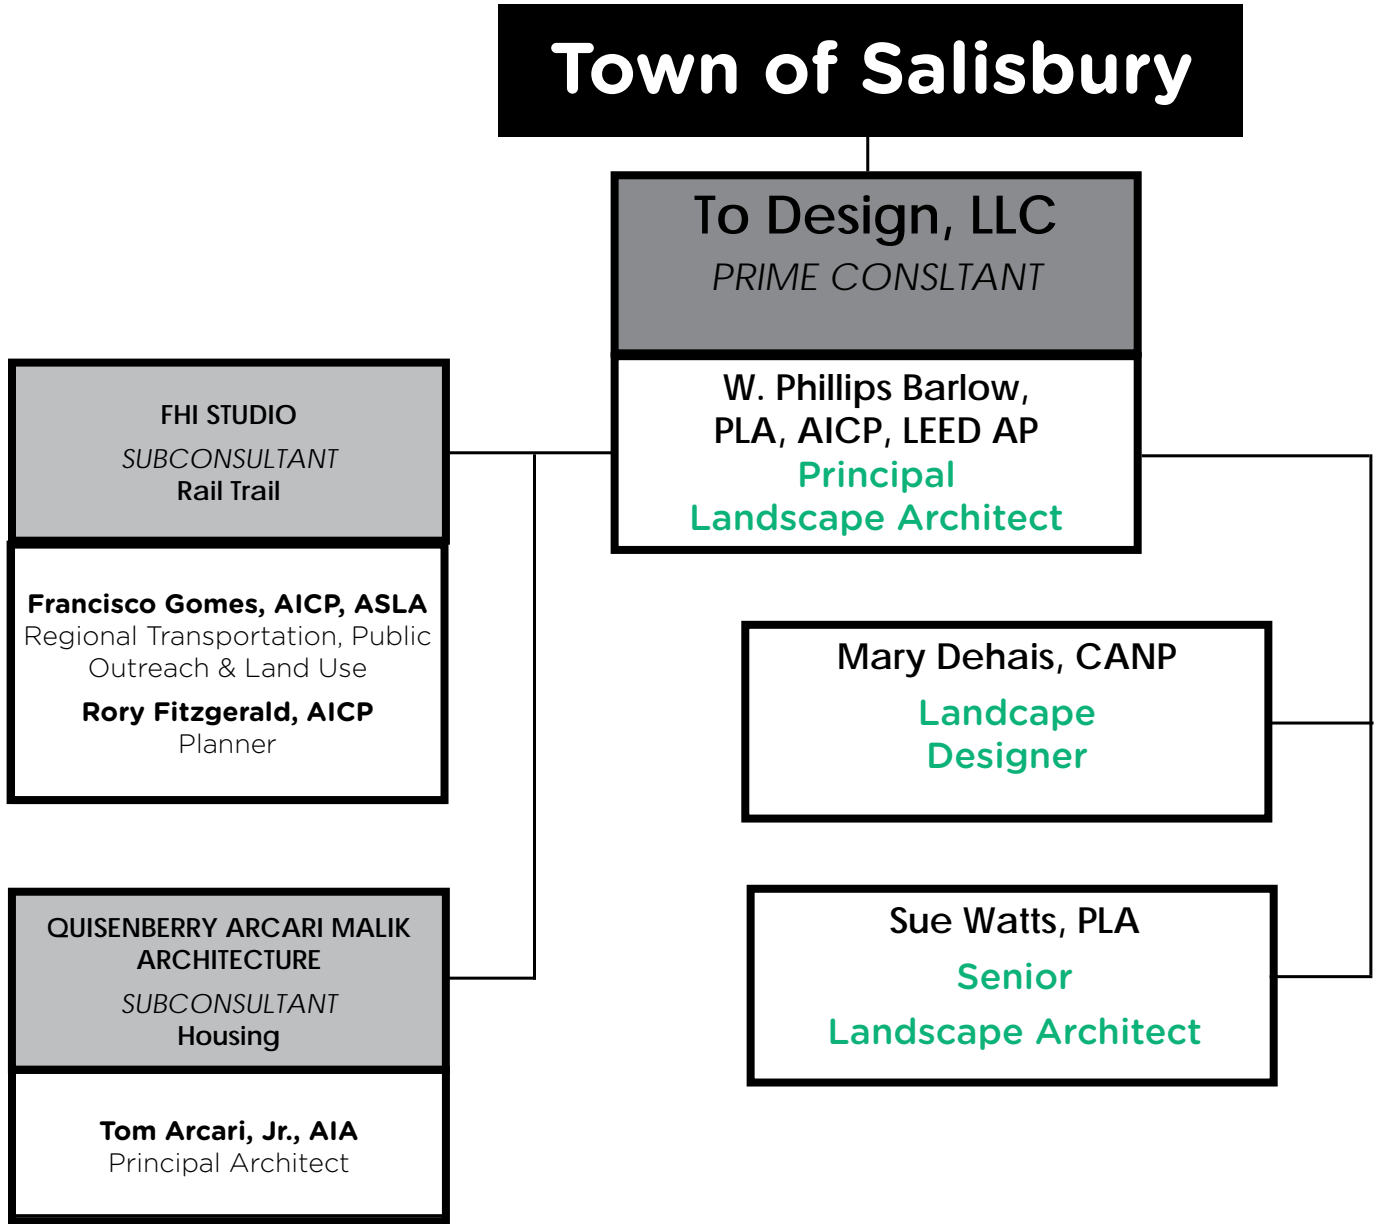 Town of Salisbury
To Design, LLC
PRIME CONSLTANT
W. Phillips Barlow,
PLA, AICP, LEED AP
Principal
Landscape Architect
FHI STUDIO
SUBCONSULTANT
Rail Trail
Francisco Gomes, AICP, ASLA
Regional Transportation, Public
Outreach & Land Use
Rory Fitzgerald, AICP
Planner
Mary Dehais, CANP
Landcape
Designer
QUISENBERRY ARCARI MALIK
ARCHITECTURE
SUBCONSULTANT
Housing
Tom Arcari, Jr., AIA
Principal Architect
Sue Watts, PLA
Senior
Landscape Architect